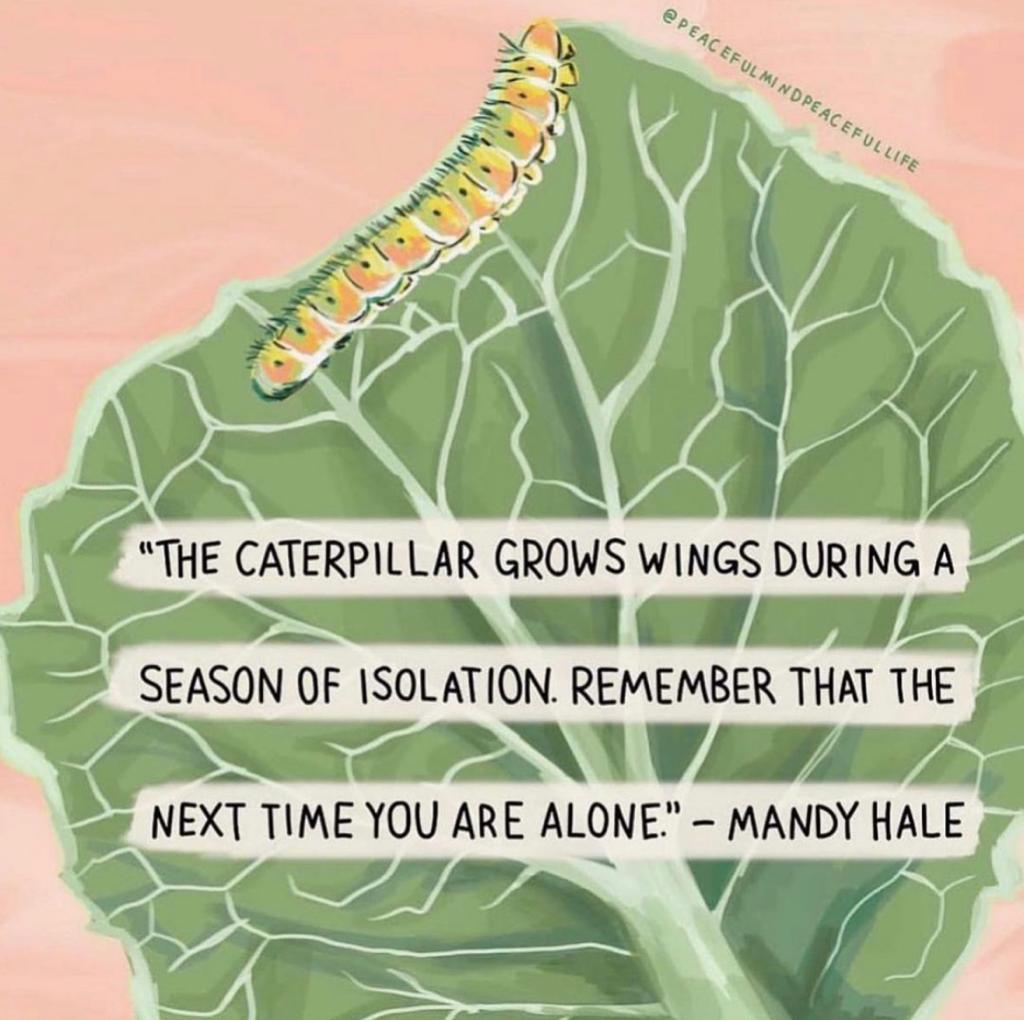 @PEACEFULMINDPEACEFULLIFE
"THE CATERPILLAR GROWS WINGS DURING A
SEASON OF ISOLATION. REMEMBER THAT THE
NEXT TIME YOU ARE ALONE." – MANDY HALE